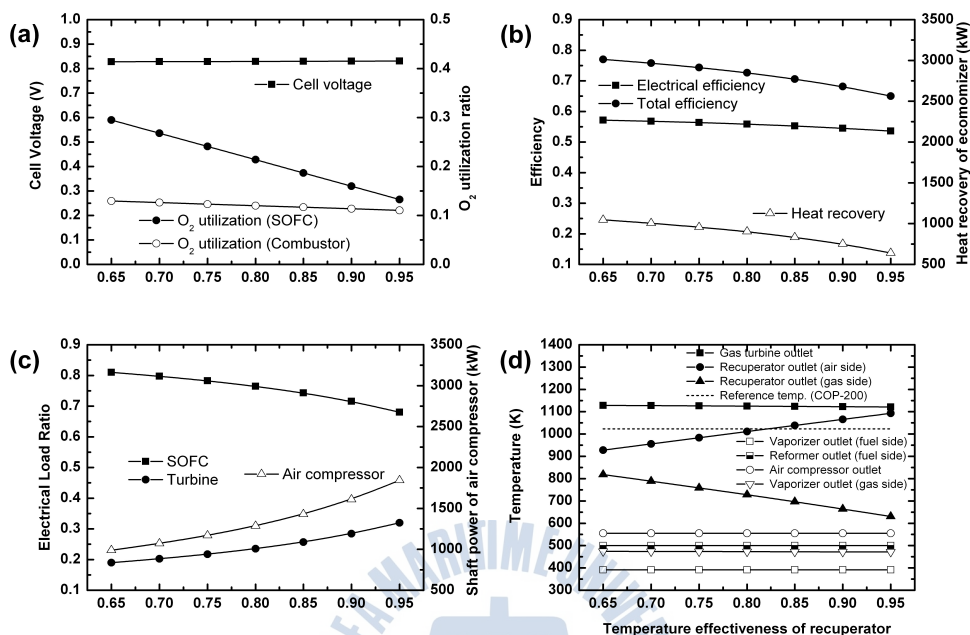 (a)
1.0
0.9
0.8
0.7
0.6
0.5
0.4
0.3
0.2
0.1
0.0
Cell Voltage (V)
0.5
0.4
0.3
0.2
0.1
0.0
O2 utilization ratio
Cell voltage
O2 utilization (SOFC)
O2 utilization (Combustor)
0.65 0.70 0.75 0.80 0.85 0.90 0.95
(b)
0.9
0.8
0.7
0.6
0.5
0.4
0.3
0.2
0.1
Efficiency
3500
3000
2500
2000
1500
1000
500
Heat recovery of ecomomizer (kW)
Electrical efficiency
Total efficiency
Heat recovery
0.65 0.70 0.75 0.80 0.85 0.90 0.95
(c)
0.9
0.8
0.7
0.6
0.5
0.4
0.3
0.2
0.1
Electrical Load Ratio
3500
3000
2500
2000
1500
1000
500
Shaft power of air compressor (kW)
SOFC
Turbine
Air compressor
0.65 0.70 0.75 0.80 0.85 0.90 0.95
(d)
1400
1300
1200
1100
1000
900
800
700
600
500
400
300
Temperature (K)
Gas turbine outlet
Recuperator outlet (air side)
Recuperator outlet (gas side)
Reference temp. (COP-200)
Vaporizer outlet (fuel side)
Reformer outlet (fuel side)
Air compressor outlet
Vaporizer outlet (gas side)
0.65 0.70 0.75 0.80 0.85 0.90 0.95
Temperature effectiveness of recuperator